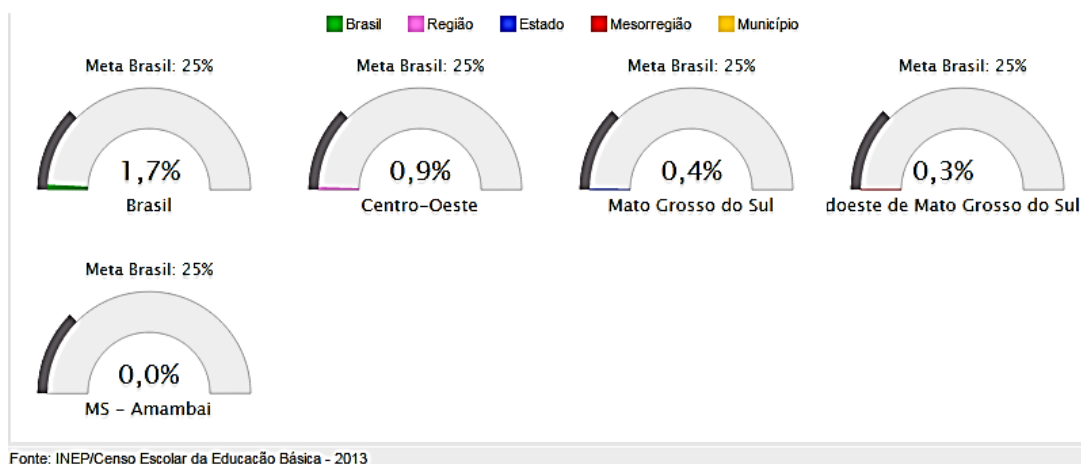 Brasil Região Estado Mesorregião Município
Meta Brasil: 25% Meta Brasil: 25% Meta Brasil: 25% Meta Brasil: 25%
1,7% 0,9% 0,4% 0,3%
Brasil Centro-Oeste Mato Grosso do Sul doeste de Mato Grosso do Sul
Meta Brasil: 25%
0,0%
MS - Amambai
Fonte: INEP/Censo Escolar da Educação Básica - 2013